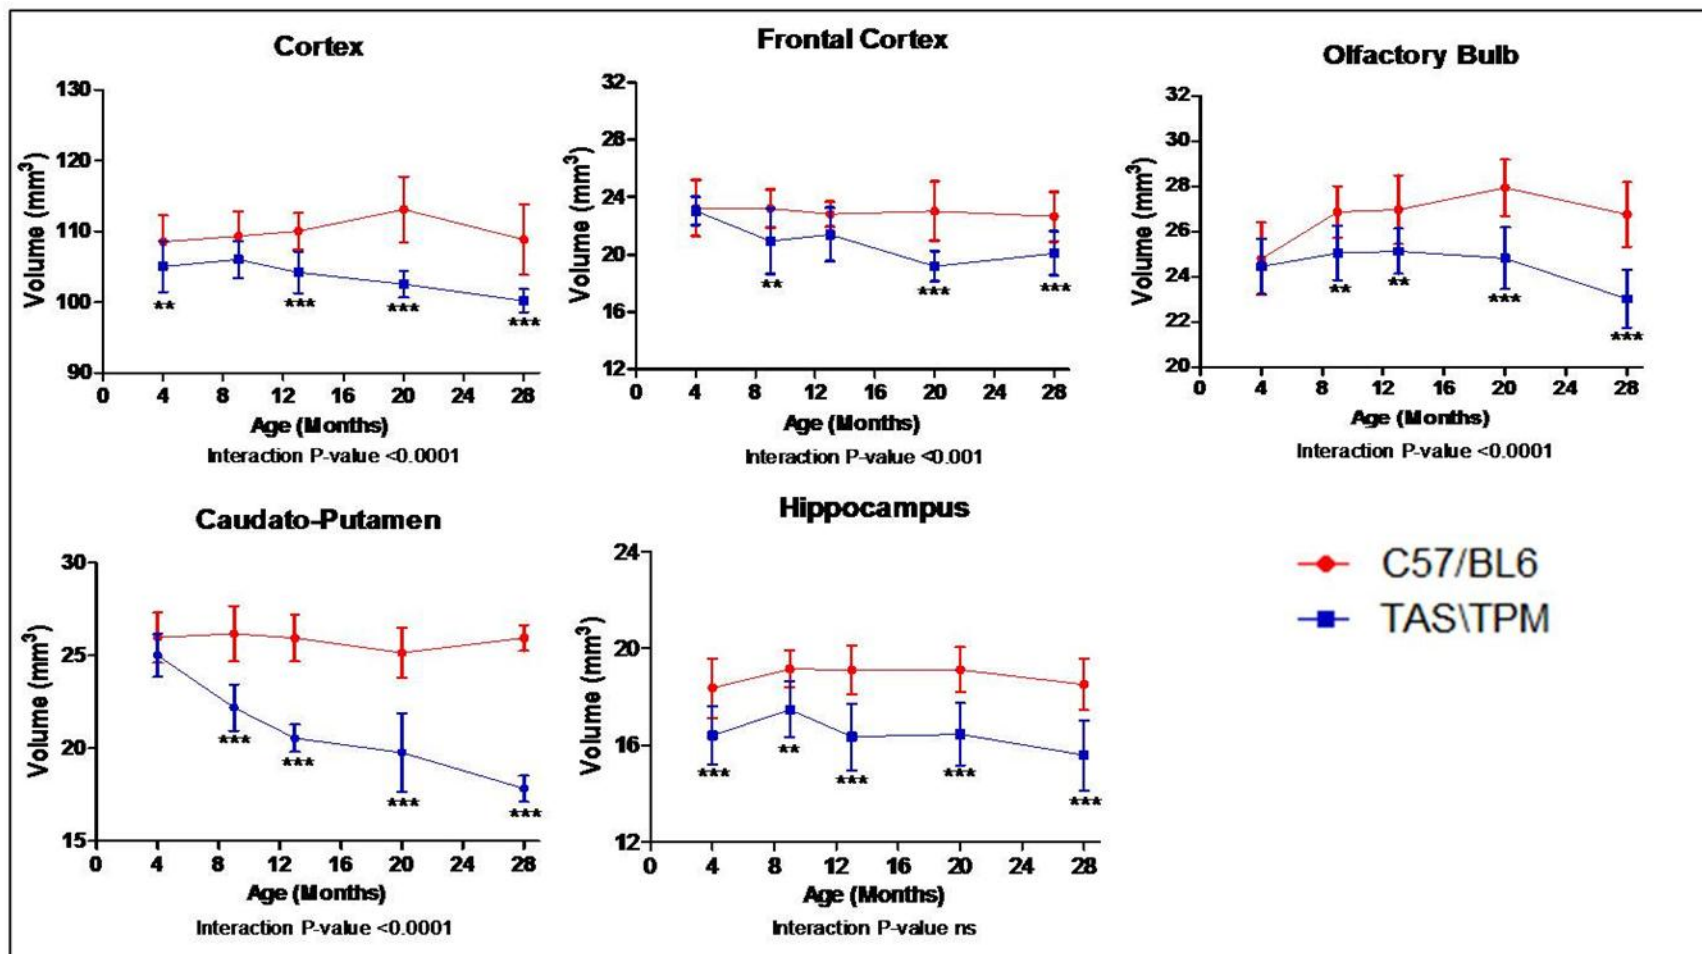 Cortex
130
120
110
100
90
Volume (mm³)
**
***
***
***
0 4 8 12 16 20 24 28
Age (Months)
Interaction P-value <0.0001
Frontal Cortex
32
28
24
20
16
12
Volume (mm³)
**
***
***
0 4 8 12 16 20 24 28
Age (Months)
Interaction P-value <0.001
Olfactory Bulb
32
30
28
26
24
22
20
Volume (mm³)
**
**
***
***
0 4 8 12 16 20 24 28
Age (Months)
Interaction P-value <0.0001
Caudato-Putamen
30
25
20
15
Volume (mm³)
***
***
***
***
0 4 8 12 16 20 24 28
Age (Months)
Interaction P-value <0.0001
Hippocampus
24
20
16
12
Volume (mm³)
***
**
***
***
***
0 4 8 12 16 20 24 28
Age (Months)
Interaction P-value ns
C57/BL6
TAS\TPM